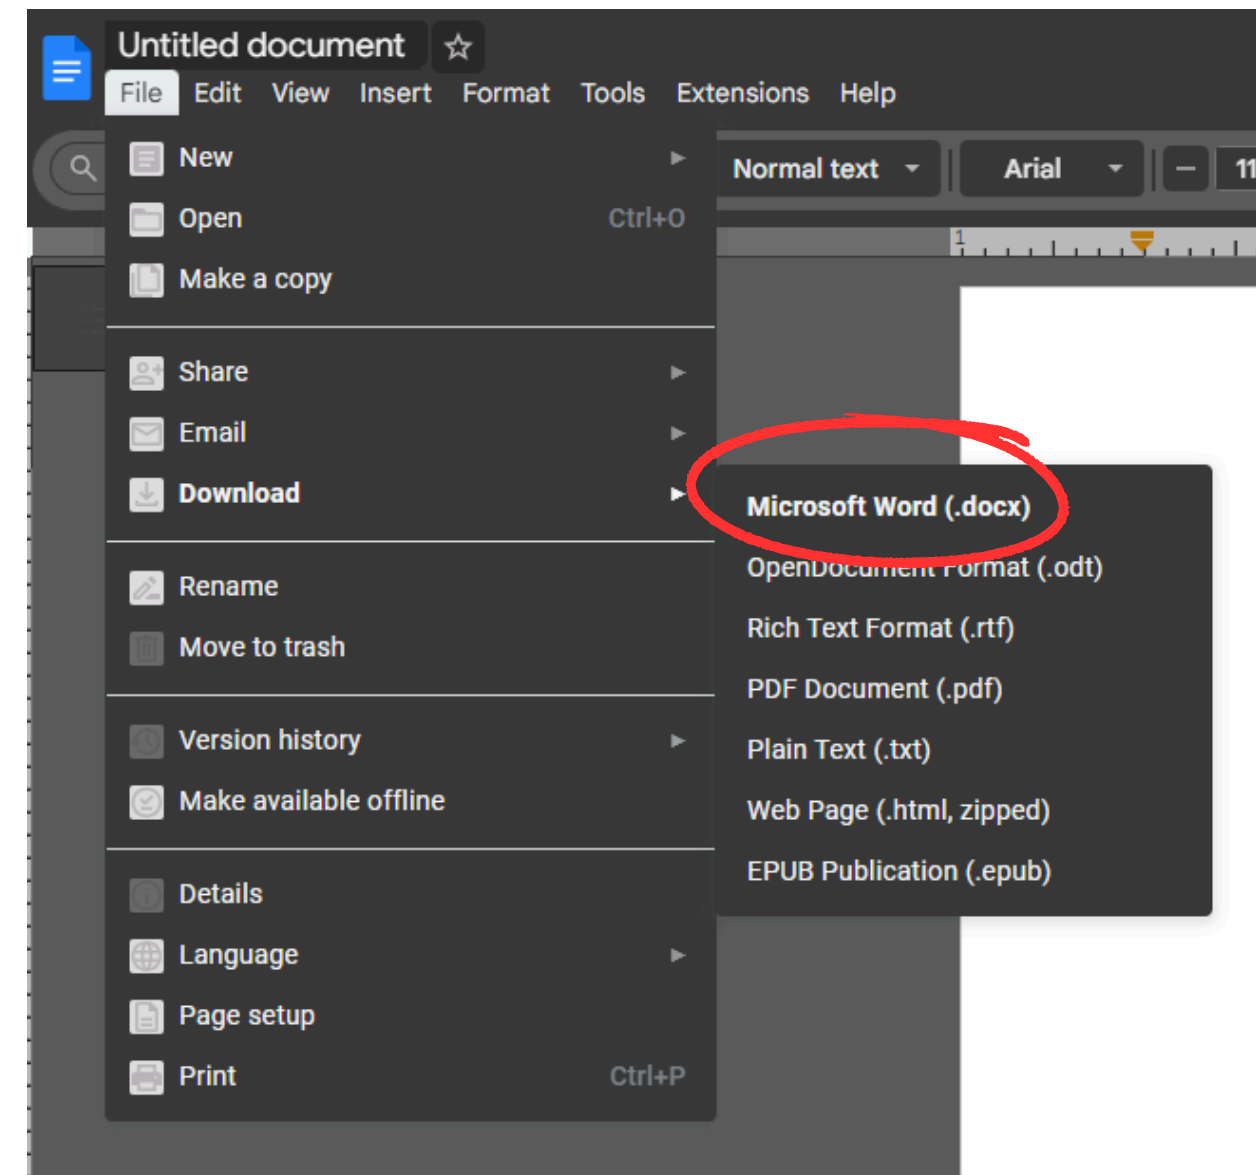 Untitled document
File Edit View Insert Format Tools Extensions Help
Normal text Arial 11
New
Open Ctrl+O
1
Make a copy
Share
Email
Download
Microsoft Word (.docx)
OpenDocument Format (.odt)
Rich Text Format (.rtf)
PDF Document (.pdf)
Plain Text (.txt)
Web Page (.html, zipped)
EPUB Publication (.epub)
Rename
Move to trash
Version history
Make available offline
Details
Language
Page setup
Print Ctrl+P